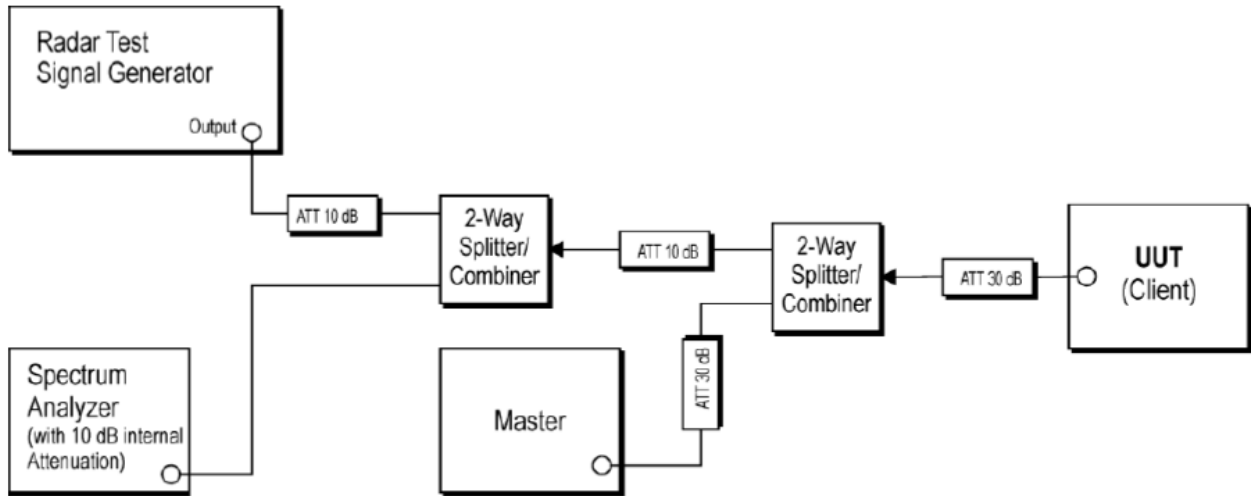 Radar Test
Signal Generator
Output
ATT 10 dB
2-Way
Splitter/
Combiner
ATT 10 dB
2-Way
Splitter/
Combiner
ATT 30 dB
UUT
(Client)
Spectrum
Analyzer
(with 10 dB internal
Attenuation)
Master
ATT 30 dB